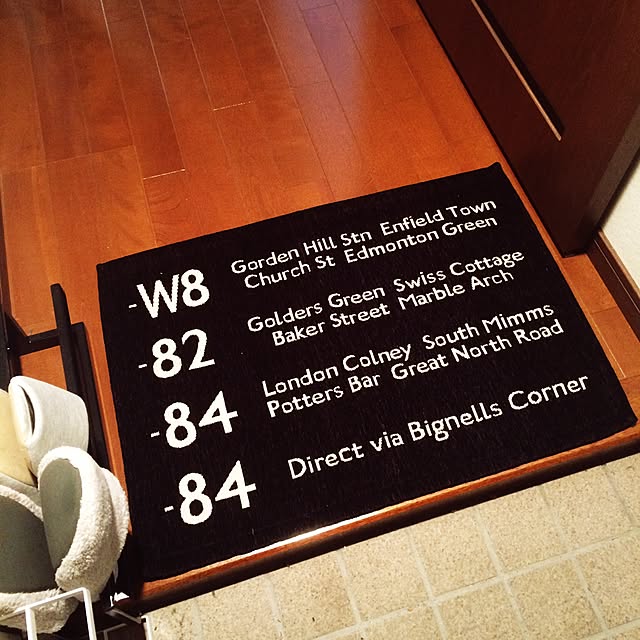 -W8
Gorden Hill Stn Enfield Town
Church St Edmonton Green
-82
Golders Green Swiss Cottage
Baker Street Marble Arch
-84
London Colney South Mimms
Potters Bar Great North Road
-84
Direct via Bignells Corner